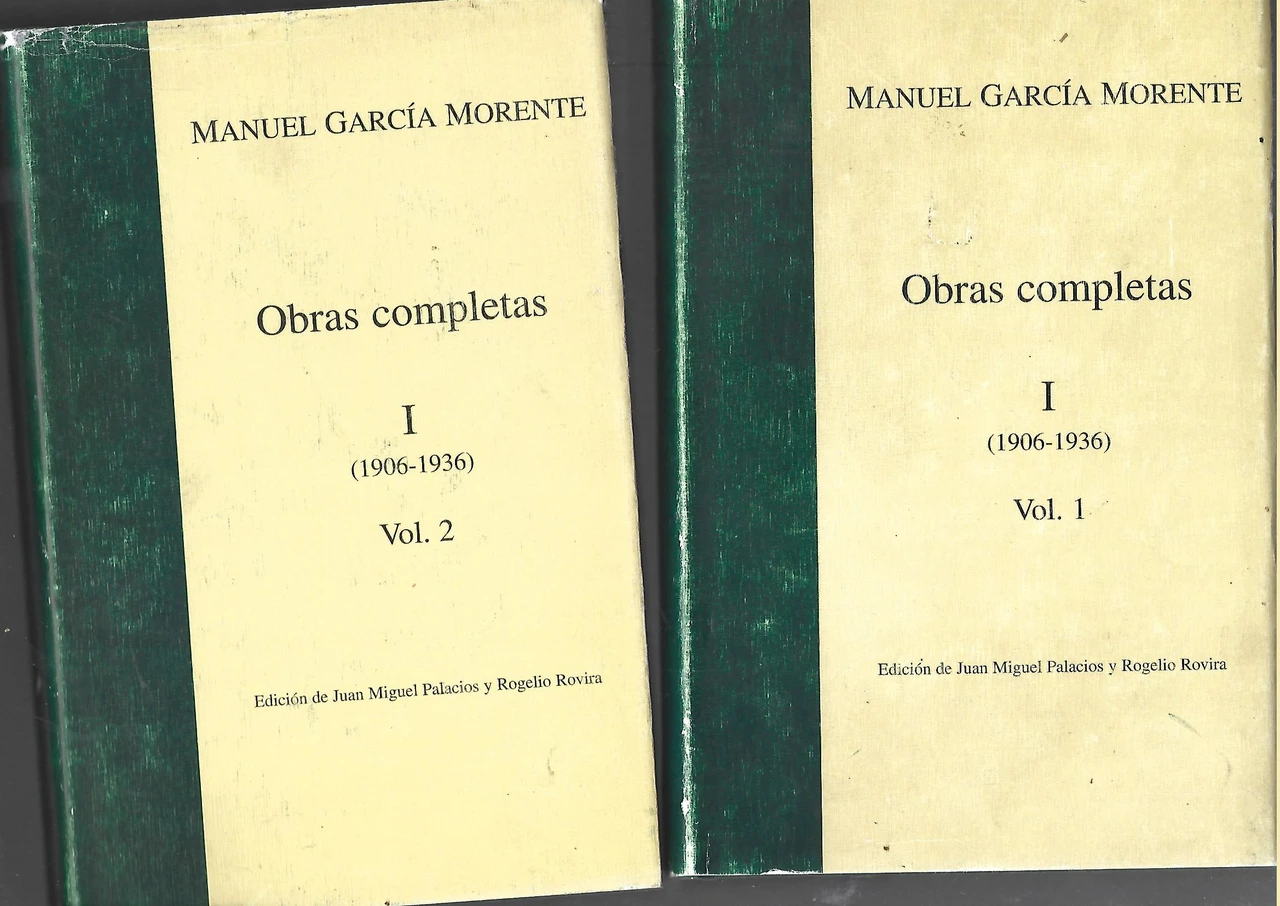 MANUEL GARCÍA MORENTE
Obras completas
I
(1906-1936)
Vol. 2
Edición de Juan Miguel Palacios y Rogelio Rovira
MANUEL GARCÍA MORENTE
Obras completas
I
(1906-1936)
Vol. 1
Edición de Juan Miguel Palacios y Rogelio Rovira